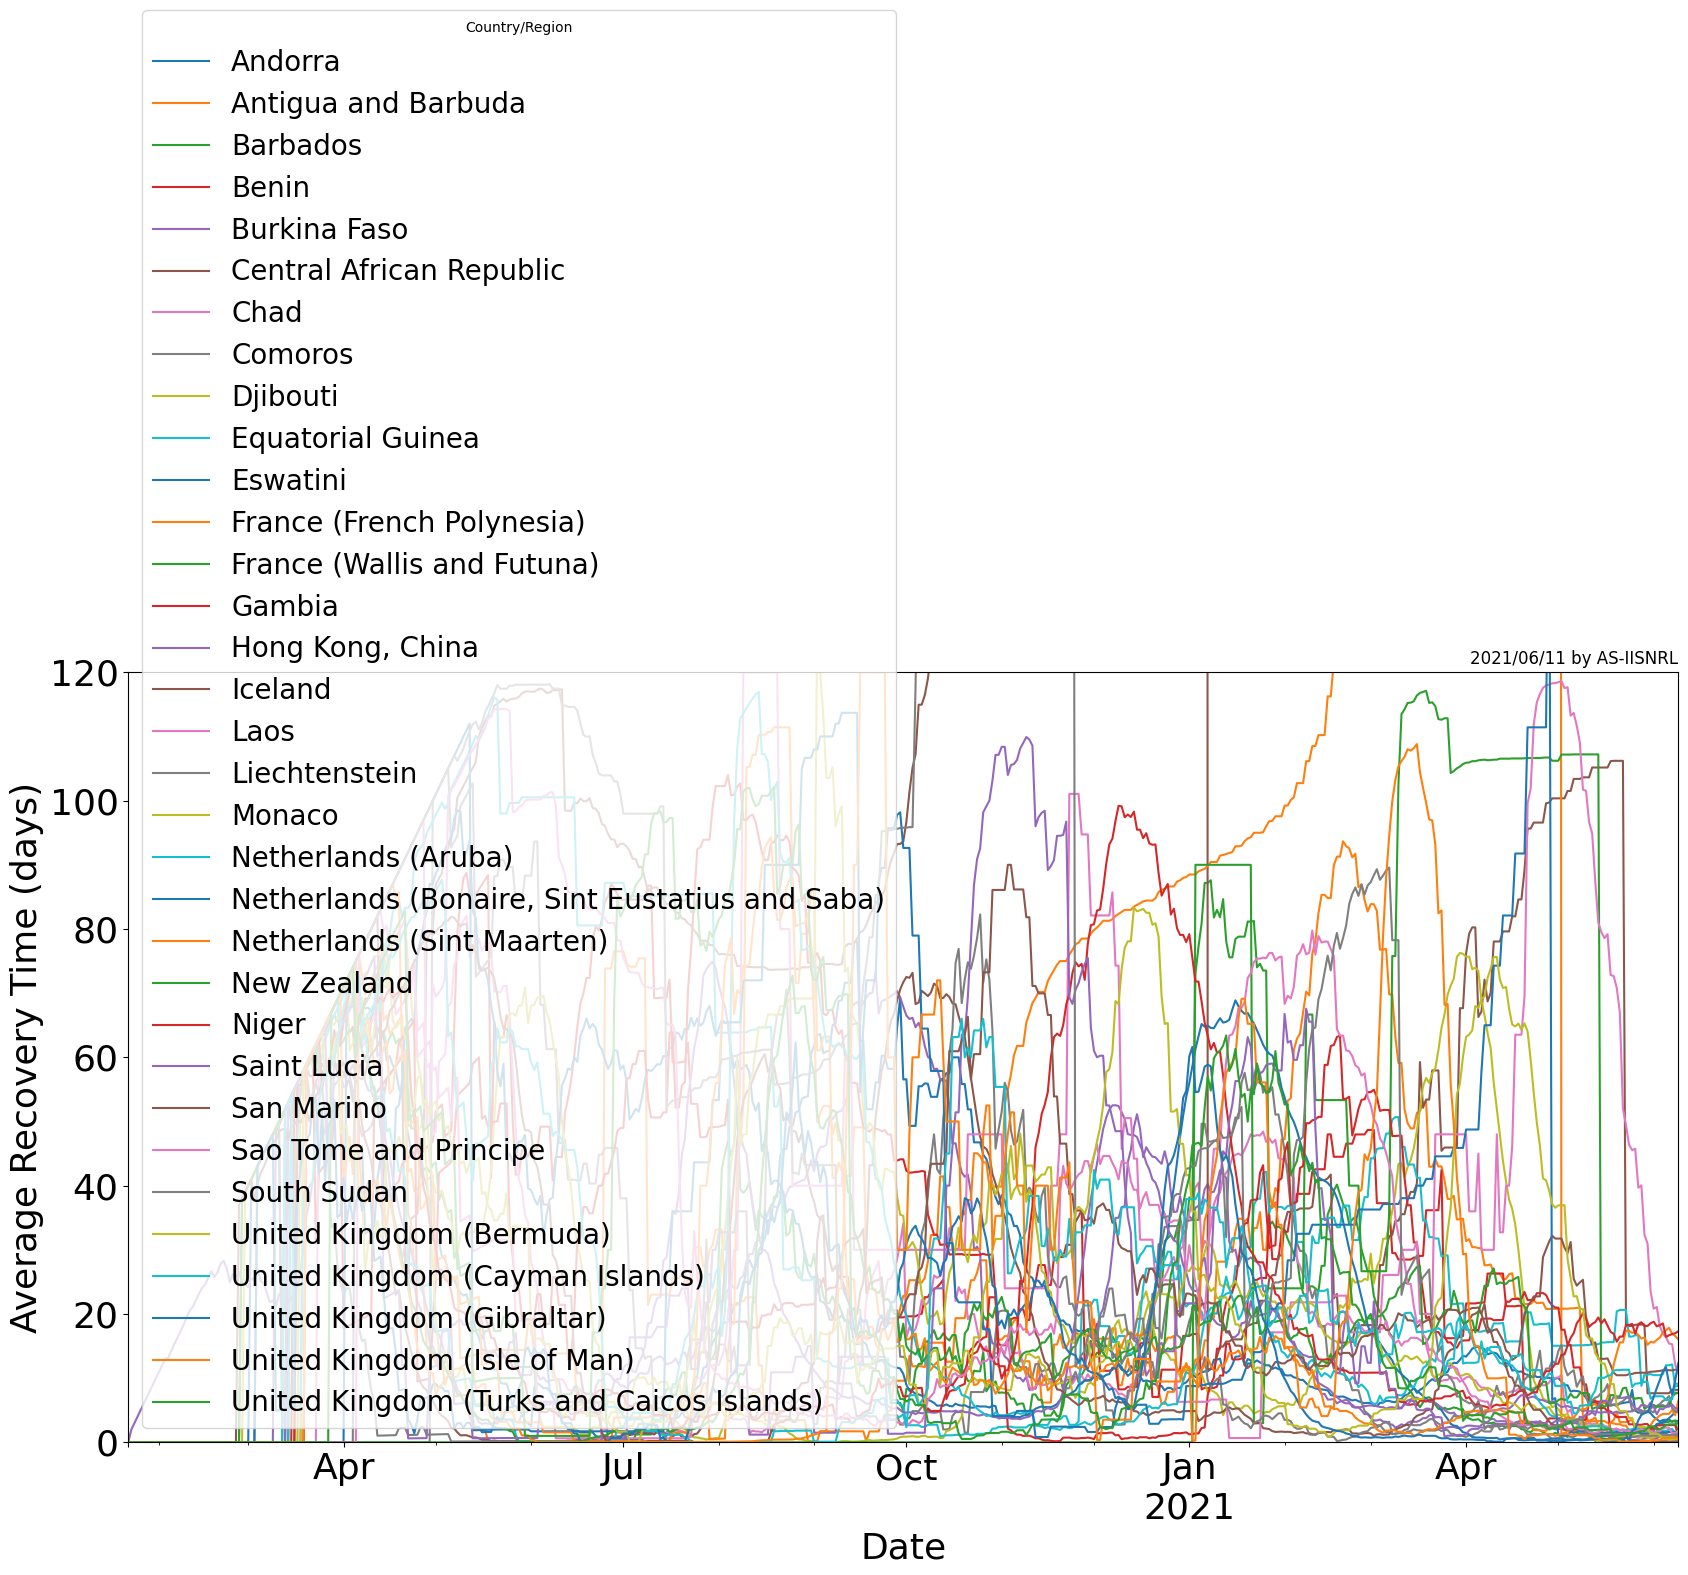 Country/Region
Andorra
Antigua and Barbuda
Barbados
Benin
Burkina Faso
Central African Republic
Chad
Comoros
Djibouti
Equatorial Guinea
Eswatini
France (French Polynesia)
France (Wallis and Futuna)
Gambia
Hong Kong, China
Iceland
Laos
Liechtenstein
Monaco
Netherlands (Aruba)
Netherlands (Bonaire, Sint Eustatius and Saba)
Netherlands (Sint Maarten)
New Zealand
Niger
Saint Lucia
San Marino
Sao Tome and Principe
South Sudan
United Kingdom (Bermuda)
United Kingdom (Cayman Islands)
United Kingdom (Gibraltar)
United Kingdom (Isle of Man)
United Kingdom (Turks and Caicos Islands)
2021/06/11 by AS-IISNRL
Average Recovery Time (days)
120
100
80
60
40
20
0
Apr Jul Oct Jan Apr
2021
Date